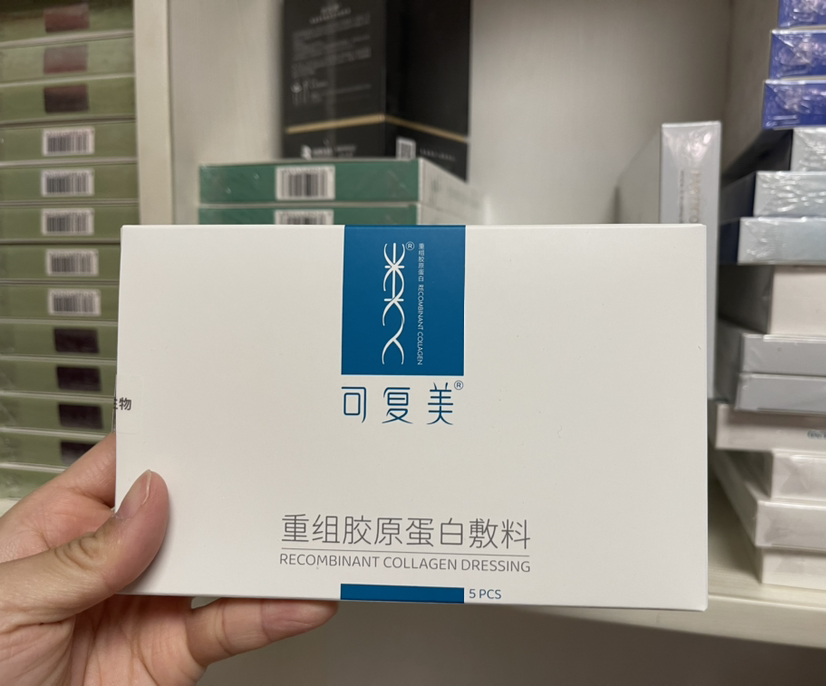 重组胶原蛋白 RECOMBINANT COLLAGEN
®
可复美®
生物
重组胶原蛋白敷料
RECOMBINANT COLLAGEN DRESSING
5 PCS